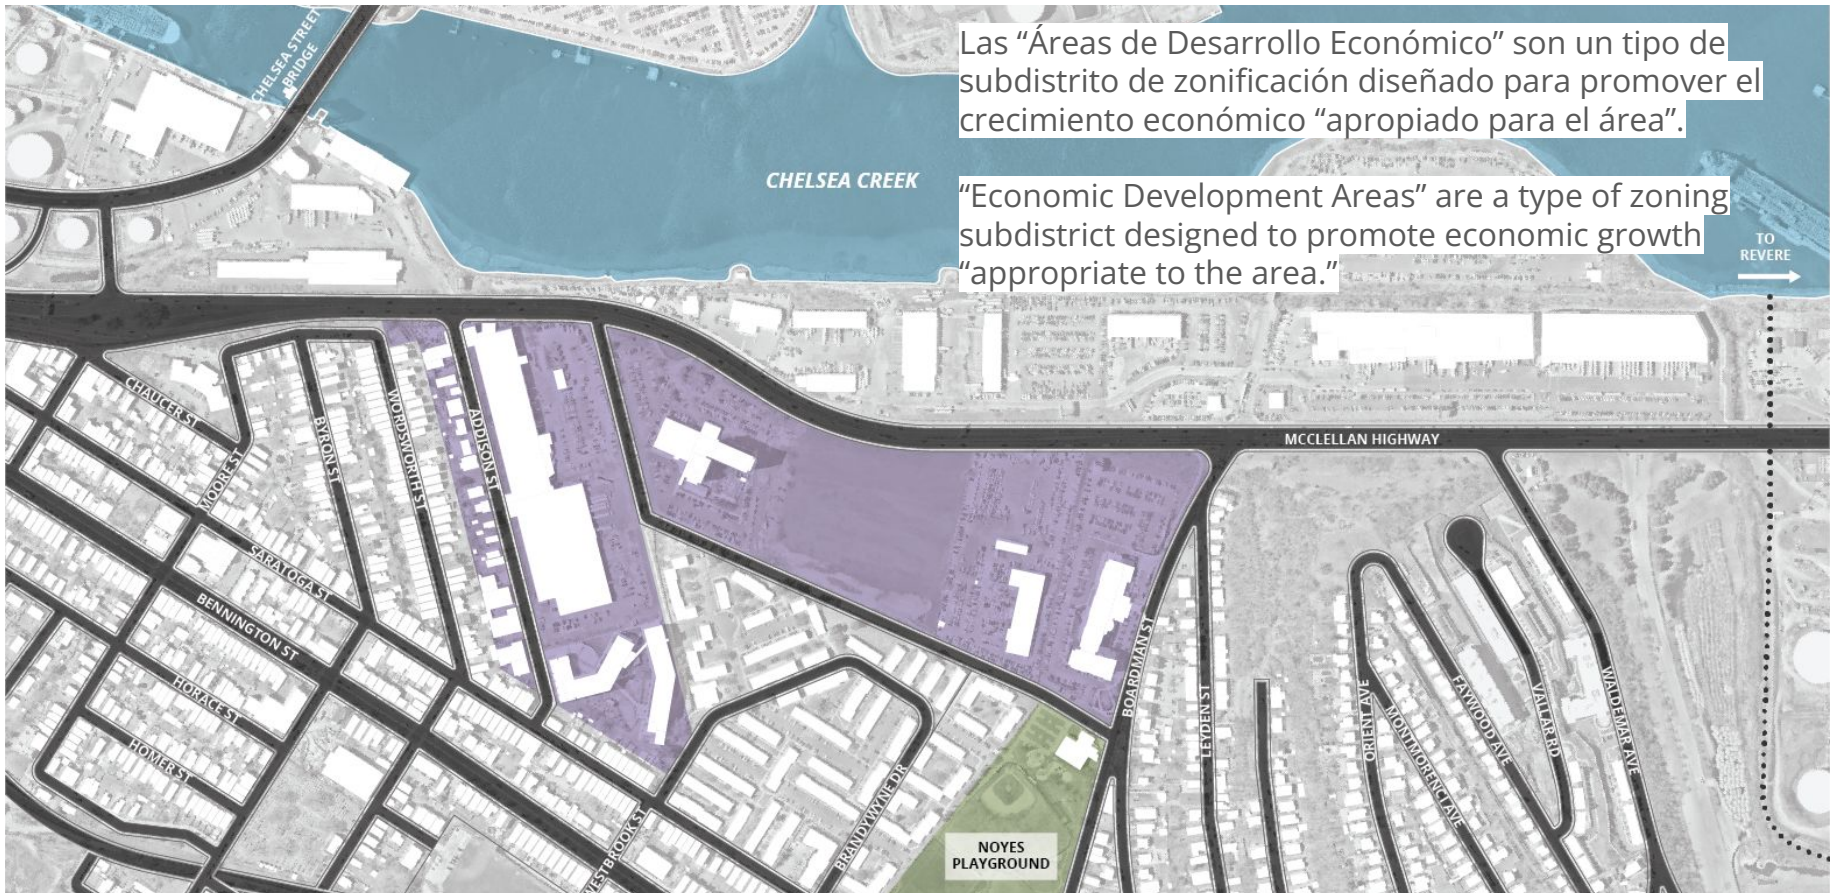 CHELSEA STREET
BRIDGE
Las “Áreas de Desarrollo Económico” son un tipo de
subdistrito de zonificación diseñado para promover el
crecimiento económico “apropiado para el área”.
CHELSEA CREEK
“Economic Development Areas” are a type of zoning
subdistrict designed to promote economic growth
“appropriate to the area.”
TO
REVERE
MCCLELLAN HIGHWAY
CHAUCER ST
MOORE ST
BYRON ST
WORDSWORTH ST
ADDISON ST
SARATOGA ST
BENNINGTON ST
HORACE ST
HOMER ST
WESTBROOK ST
BRANDYWYNE DR
BOARDMAN ST
LEYDEN ST
ORIENT AVE
MONTMORENCI AVE
FAYWOOD AVE
VALLAR RD
WALDEMAR AVE
NOYES
PLAYGROUND